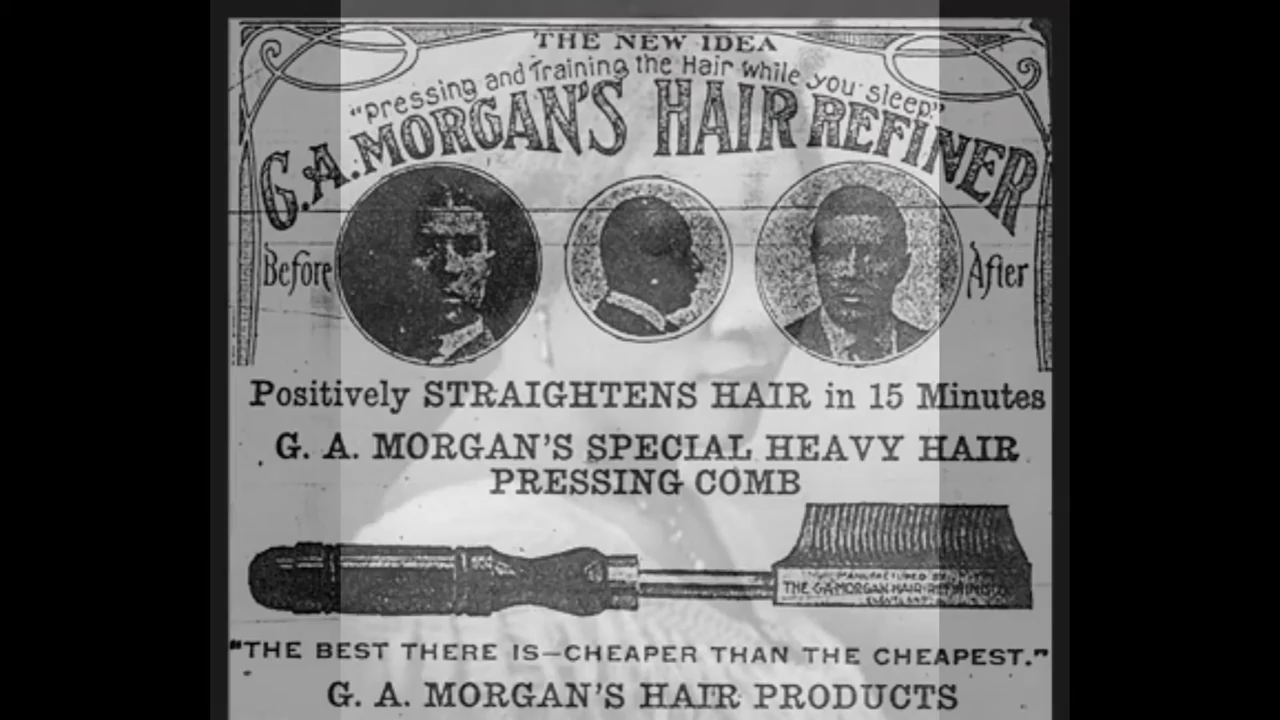 THE NEW IDEA
"pressing and Training the Hair while you sleep."
G.A. MORGAN'S HAIR REFINER
Before
After
Positively STRAIGHTENS HAIR in 15 Minutes
G. A. MORGAN'S SPECIAL HEAVY HAIR
PRESSING COMB
MANUFACTURED BY
THE G.A. MORGAN HAIR REFINING CO.
"THE BEST THERE IS—CHEAPER THAN THE CHEAPEST."
G. A. MORGAN'S HAIR PRODUCTS